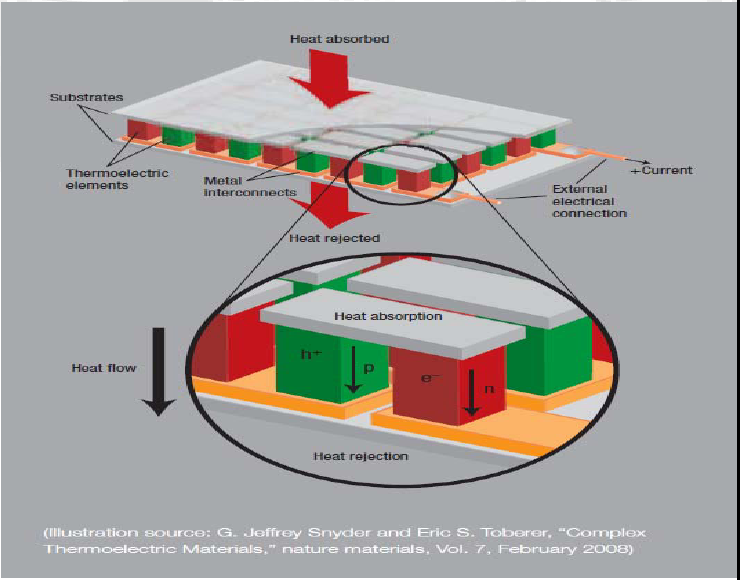 Heat absorbed
Substrates
Thermoelectric
elements
Metal
interconnects
+Current
External
electrical
connection
Heat rejected
Heat absorption
h+
p
e−
n
Heat flow
Heat rejection
(Illustration source: G. Jeffrey Snyder and Eric S. Toberer, "Complex
Thermoelectric Materials," nature materials, Vol. 7, February 2008)